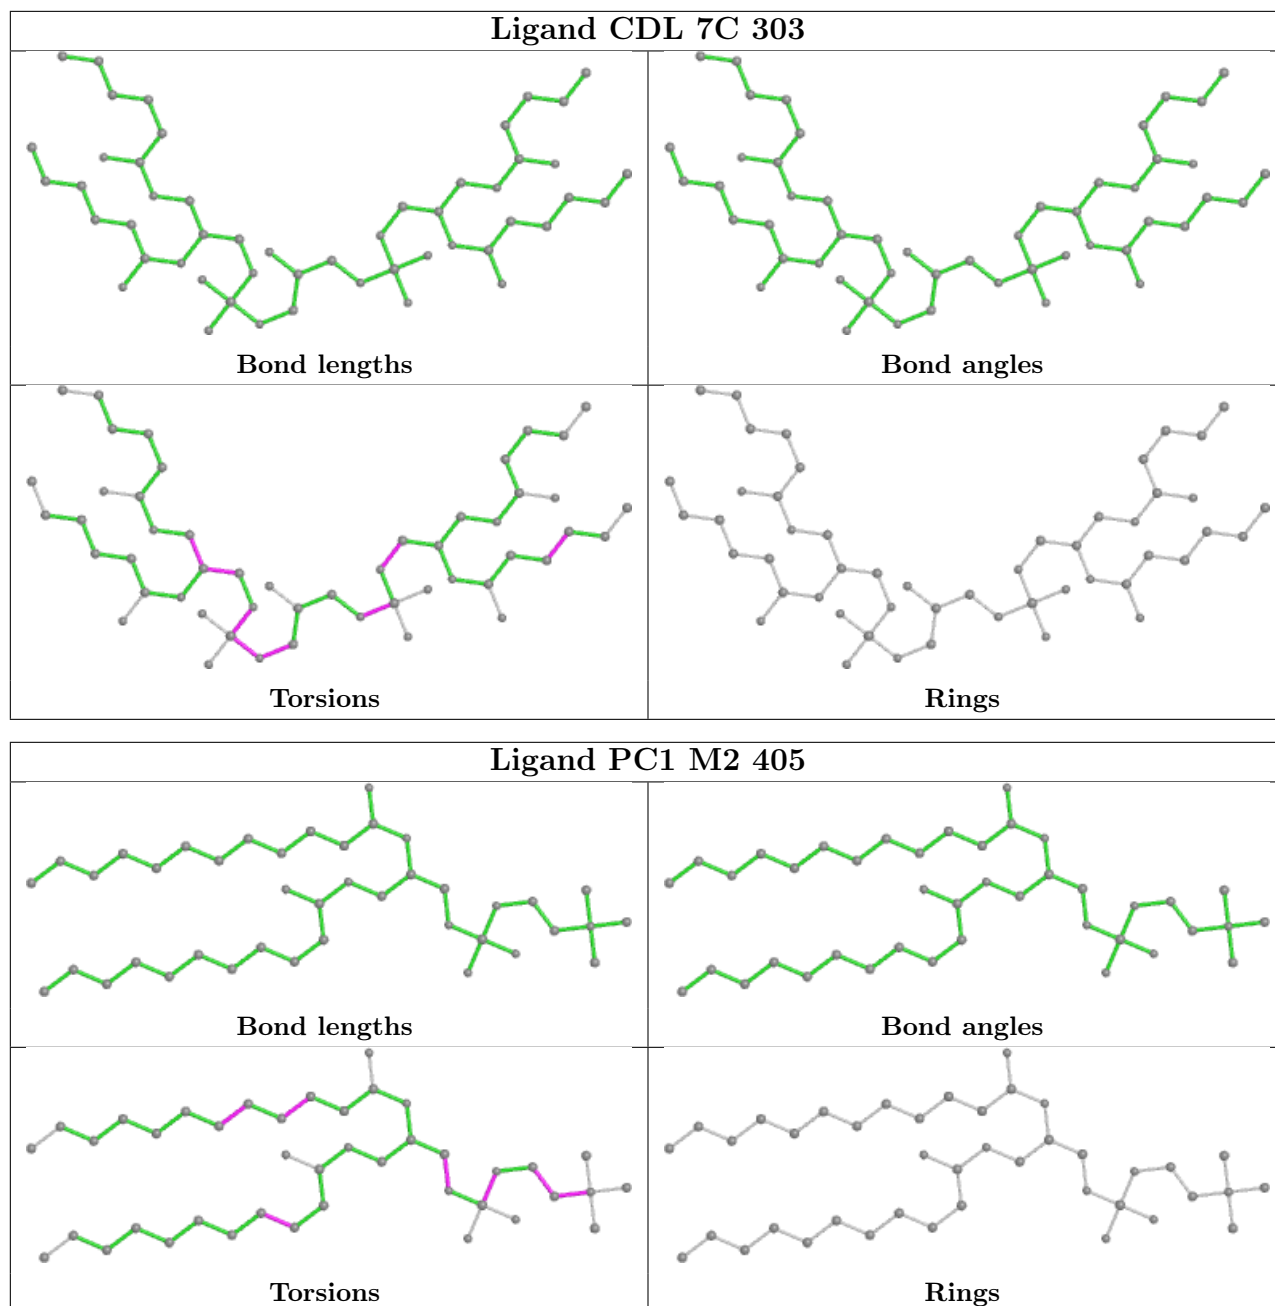 Ligand CDL 7C 303
Bond lengths
Bond angles
Torsions
Rings
Ligand PC1 M2 405
Bond lengths
Bond angles
Torsions
Rings